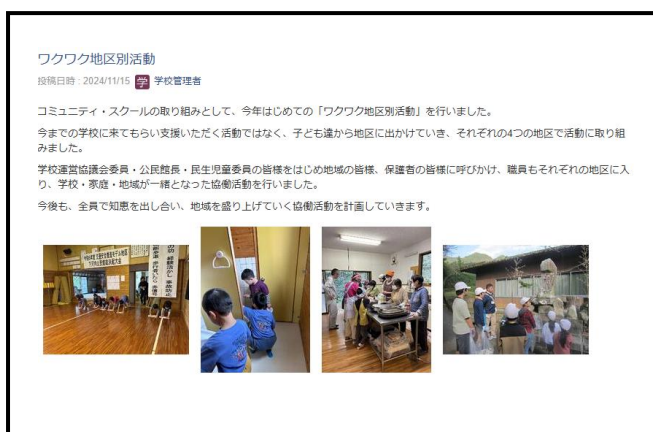 ワクワク地区別活動
投稿日時 : 2024/11/15 学 学校管理者
コミュニティ・スクールの取り組みとして、今年はじめての「ワクワク地区別活動」を行いました。
今までの学校に来てもらい支援いただく活動ではなく、子ども達から地区に出かけていき、それぞれの4つの地区で活動に取り組
みました。
学校運営協議会委員・公民館長・民生児童委員の皆様をはじめ地域の皆様、保護者の皆様に呼びかけ、職員もそれぞれの地区に入
り、学校・家庭・地域が一緒となった協働活動を行いました。
今後も、全員で知恵を出し合い、地域を盛り上げていく協働活動を計画していきます。